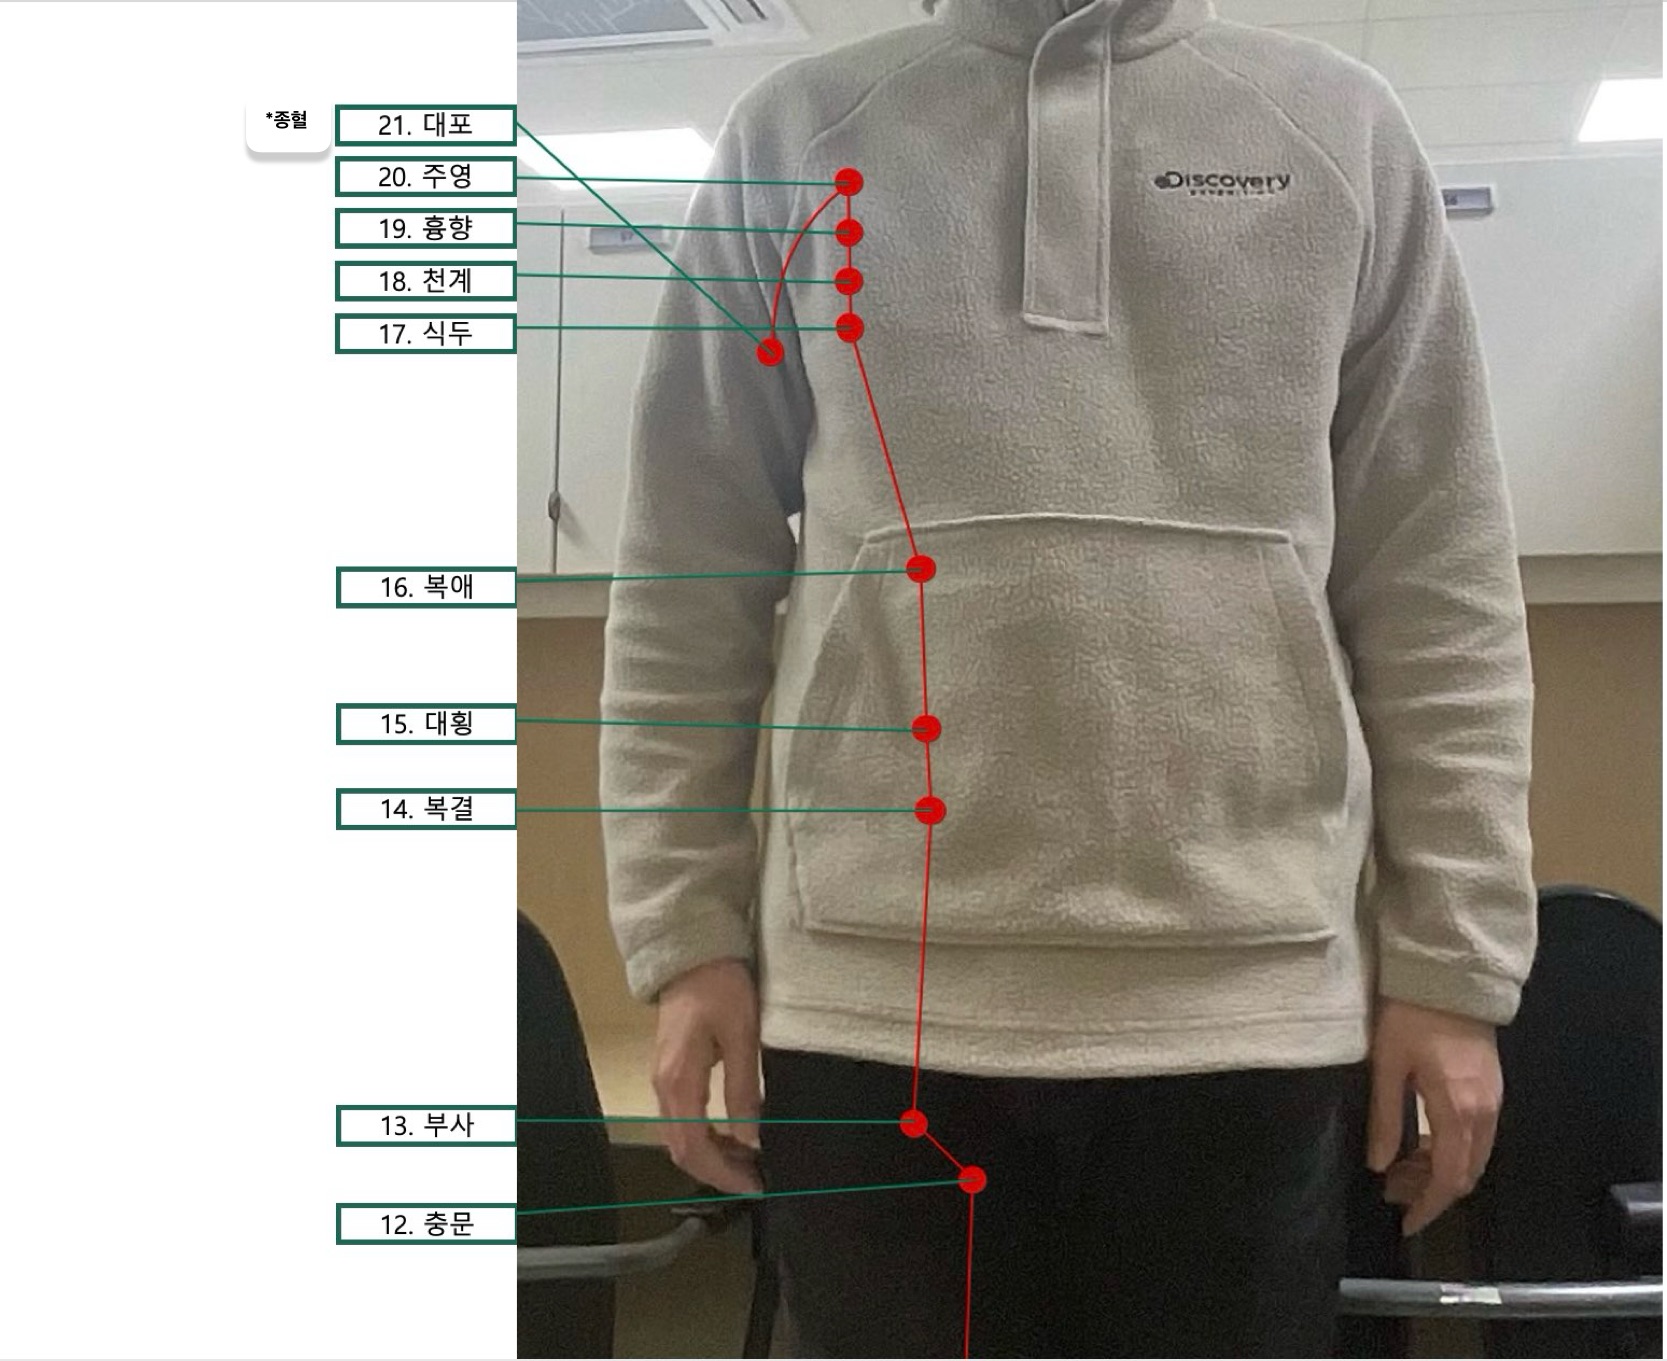 *종혈
21. 대포
20. 주영
19. 흉향
18. 천계
17. 식두
16. 복애
15. 대횡
14. 복결
13. 부사
12. 충문
Discovery
EXPEDITION